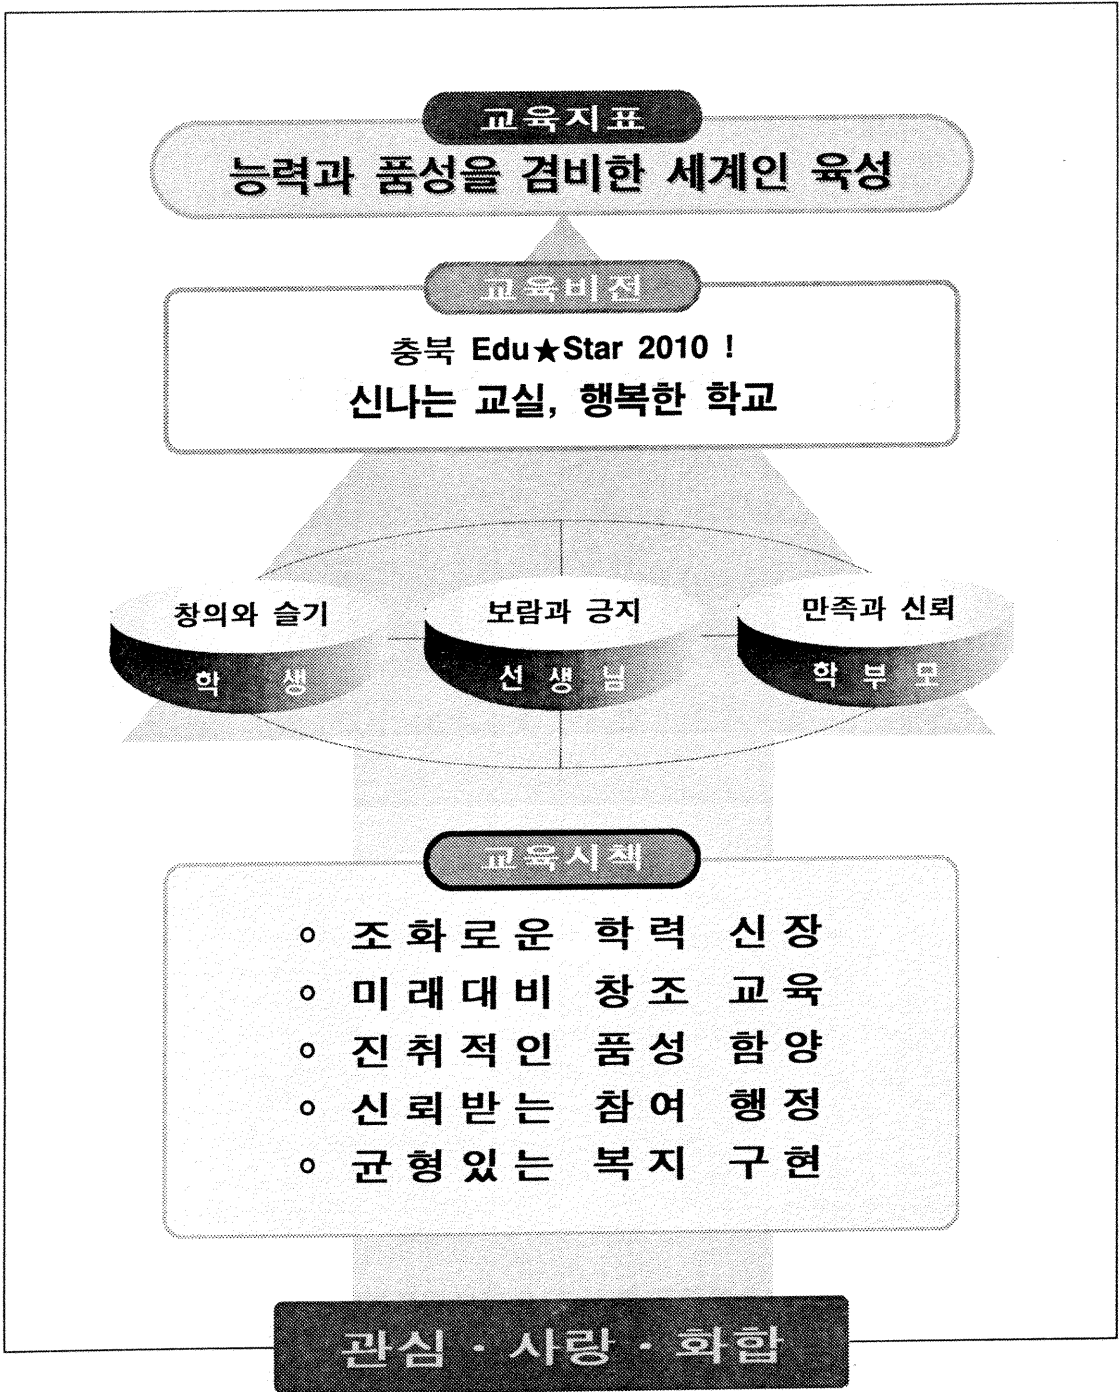 교육지표
능력과 품성을 겸비한 세계인 육성
교육비전
충북 Edu★Star 2010 !
신나는 교실, 행복한 학교
창의와 슬기
학 생
보람과 긍지
선 생 님
만족과 신뢰
학 부 모
교육시책
○ 조화로운 학력 신장
○ 미래대비 창조 교육
○ 진취적인 품성 함양
○ 신뢰받는 참여 행정
○ 균형있는 복지 구현
관심 · 사랑 · 화합